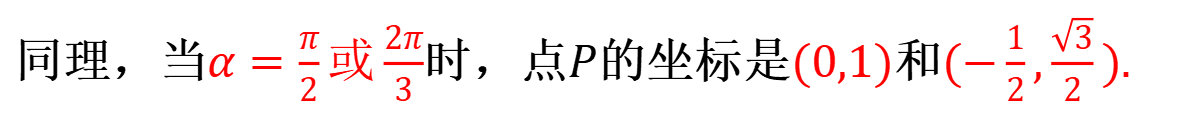 同理，当α = π/2 或 2π/3 时，点P的坐标是(0,1)和(−1/2, √3/2).